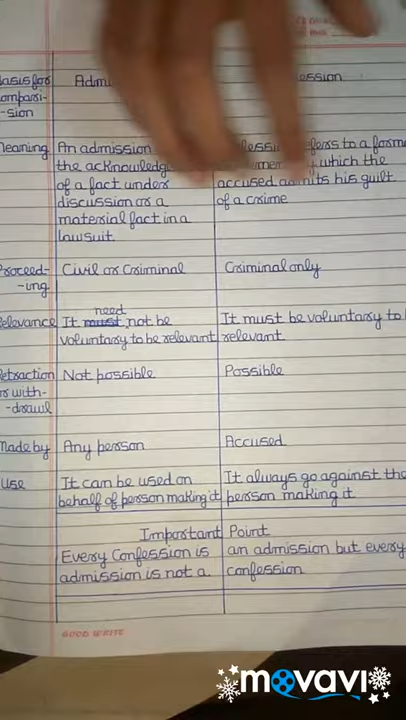 basis for Adm ssion
compari-
-sion
Meaning An admission fers to a forma
the acknowledg which the
of a fact under accused admits his guilt
discussion or a of a crime
material fact in a
lawsuit
Proceed- Civil or Criminal Criminal only
-ing
need
Relevance It must not be It must be voluntary to b
voluntary to be relevant relevant
Retraction Not possible Possible
or with-
-drawl
Made by Any person Accused
Use It can be used on It always go against the
behalf of person making it person making it
Important Point
Every Confession is an admission but every
admission is not a confession
GOOD WRITE
movavi